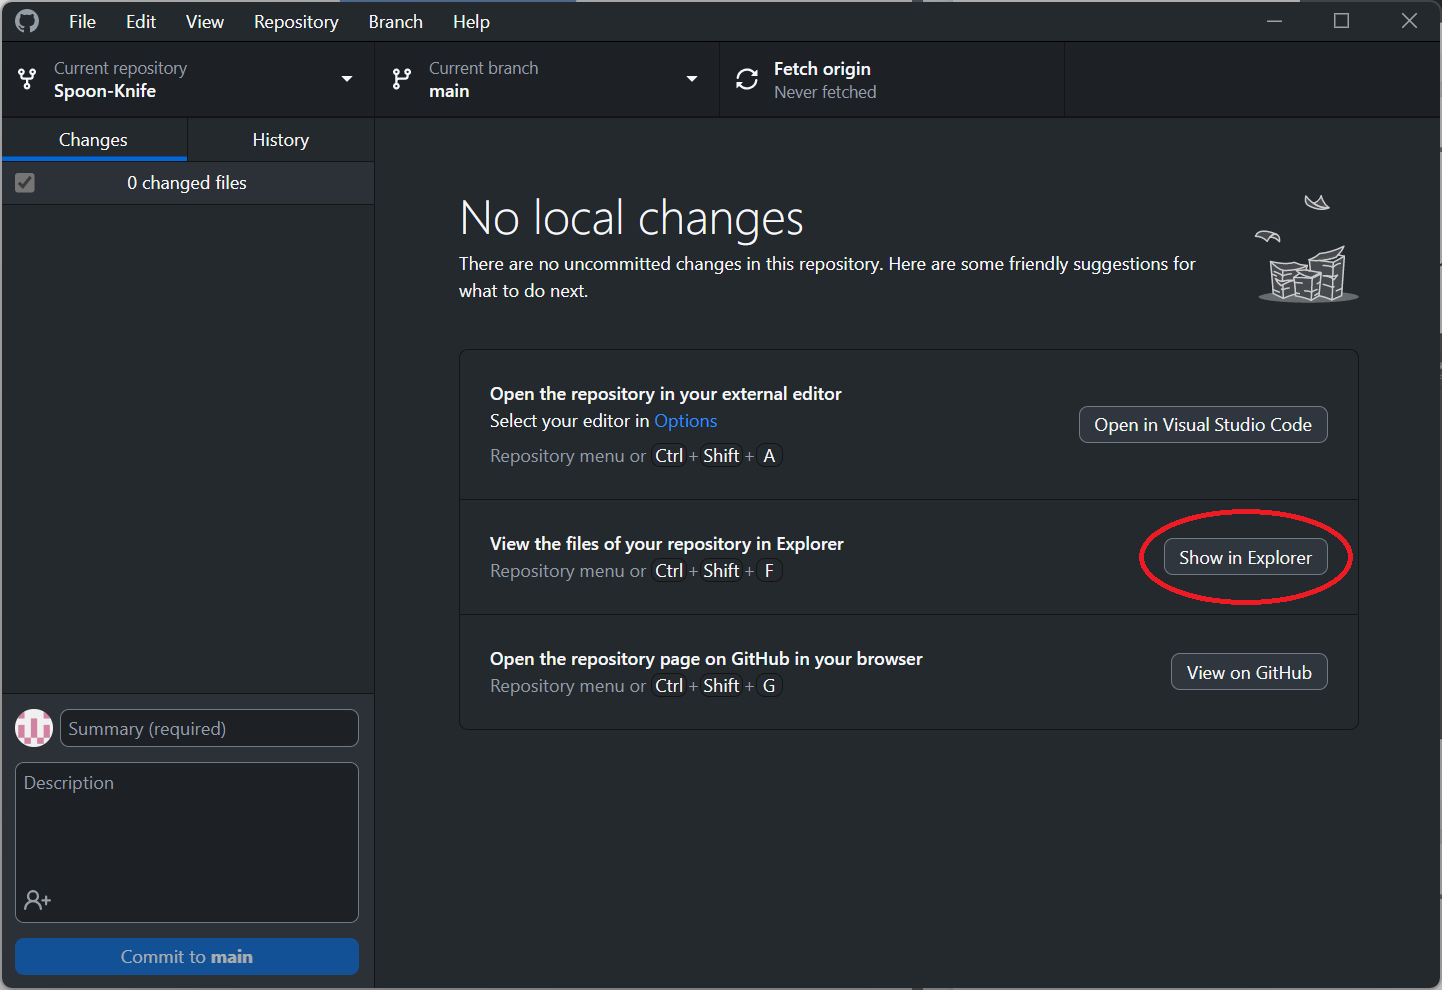 File Edit View Repository Branch Help
Current repository
Spoon-Knife
Current branch
main
Fetch origin
Never fetched
Changes
History
0 changed files
No local changes
There are no uncommitted changes in this repository. Here are some friendly suggestions for
what to do next.
Open the repository in your external editor
Select your editor in Options
Repository menu or Ctrl + Shift + A
Open in Visual Studio Code
View the files of your repository in Explorer
Repository menu or Ctrl + Shift + F
Show in Explorer
Open the repository page on GitHub in your browser
Repository menu or Ctrl + Shift + G
View on GitHub
Summary (required)
Description
Commit to main